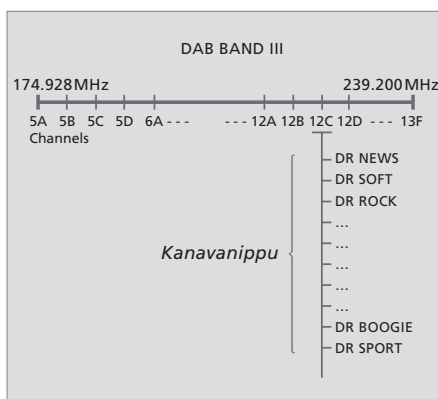 DAB BAND III
174.928 MHz 239.200 MHz
5A 5B 5C 5D 6A - - - - - - 12A 12B 12C 12D - - - 13F
Channels
DR NEWS
DR SOFT
DR ROCK
...
...
Kanavanippu
...
...
...
DR BOOGIE
DR SPORT